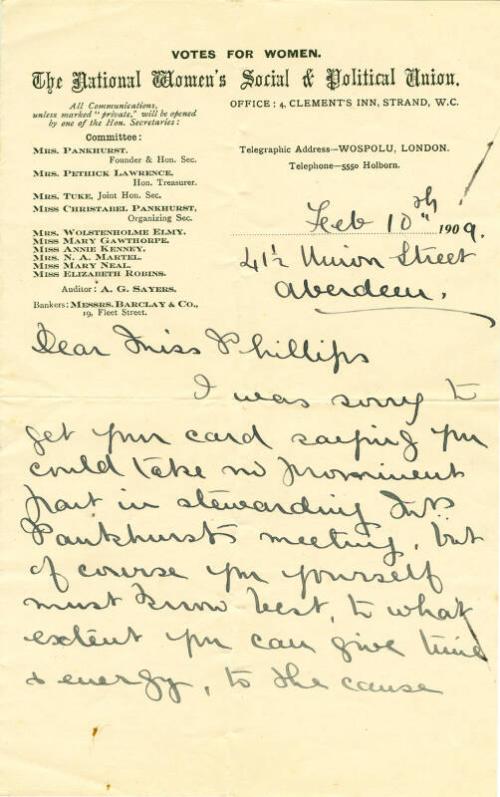 VOTES FOR WOMEN.
The National Women's Social & Political Union.
All Communications,
unless marked "private," will be opened
by one of the Hon. Secretaries:
OFFICE: 4, CLEMENT'S INN, STRAND, W.C.
Committee:
MRS. PANKHURST,
Founder & Hon. Sec.
MRS. PETHICK LAWRENCE,
Hon. Treasurer.
MRS. TUKE, Joint Hon. Sec.
MISS CHRISTABEL PANKHURST,
Organizing Sec.
MRS. WOLSTENHOLME ELMY.
MISS MARY GAWTHORPE.
MISS ANNIE KENNEY.
MRS. N. A. MARTEL.
MISS MARY NEAL.
MISS ELIZABETH ROBINS.
Auditor: A. G. SAYERS.
Bankers: MESSRS. BARCLAY & CO.,
19, Fleet Street.
Telegraphic Address—WOSPOLU, LONDON.
Telephone—5550 Holborn.
Feb 10th 1909.
41½ Union Street
Aberdeen.
Dear Miss Phillips
I was sorry to
get your card saying you
could take no prominent
part in stewarding Mrs
Pankhursts meeting, but
of course you yourself
must know best, to what
extent you can give time
& energy, to the cause